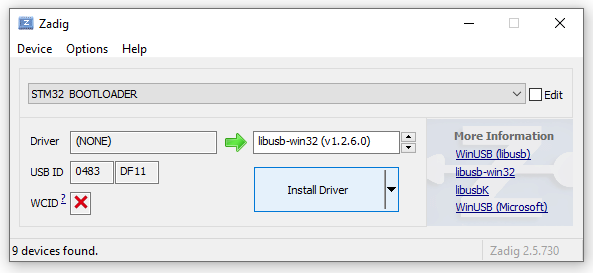 Zadig
Device Options Help
STM32 BOOTLOADER
Edit
Driver (NONE) libusb-win32 (v1.2.6.0)
More Information
WinUSB (libusb)
USB ID 0483 DF11
libusb-win32
Install Driver
libusbK
WCID ?
WinUSB (Microsoft)
9 devices found.
Zadig 2.5.730